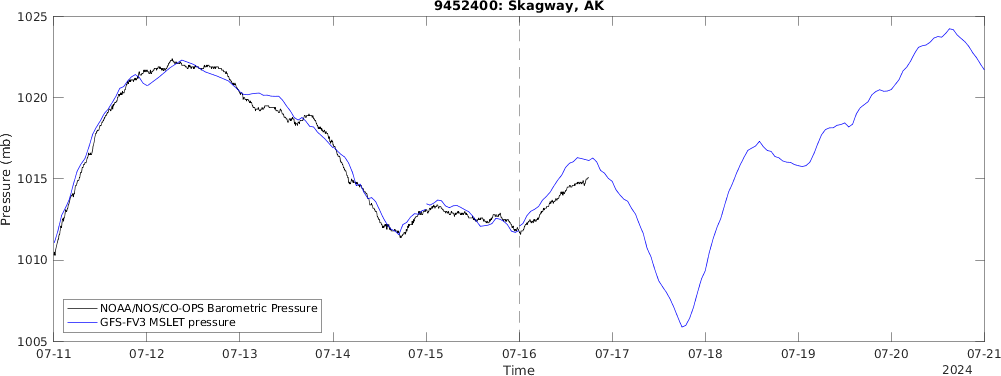 9452400: Skagway, AK
Pressure (mb)
1025
1020
1015
1010
1005
NOAA/NOS/CO-OPS Barometric Pressure
GFS-FV3 MSLET pressure
07-11 07-12 07-13 07-14 07-15 07-16 07-17 07-18 07-19 07-20 07-21
Time
2024